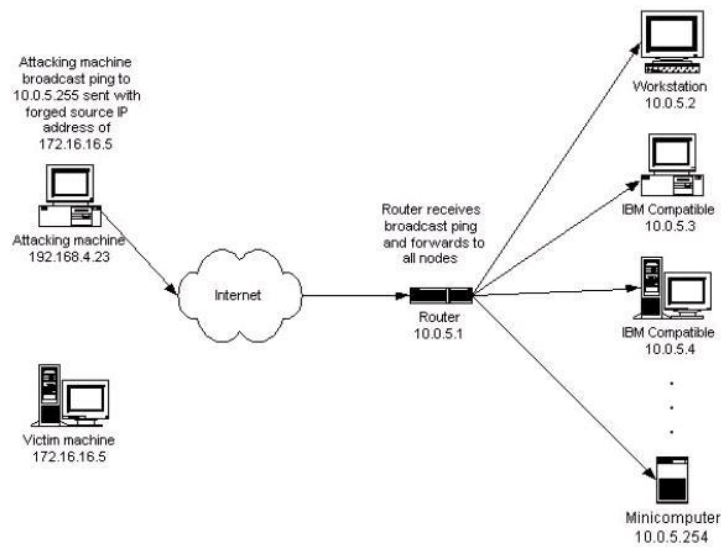 Attacking machine
broadcast ping to
10.0.5.255 sent with
forged source IP
address of
172.16.16.5
Attacking machine
192.168.4.23
Victim machine
172.16.16.5
Internet
Router receives
broadcast ping
and forwards to
all nodes
Router
10.0.5.1
Workstation
10.0.5.2
IBM Compatible
10.0.5.3
IBM Compatible
10.0.5.4
Minicomputer
10.0.5.254